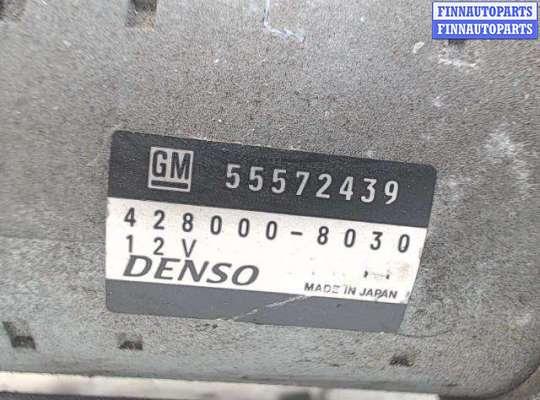 FINNAUTOPARTS
FINNAUTOPARTS
GM 55572439
428000-8030
12V
DENSO
MADE IN JAPAN